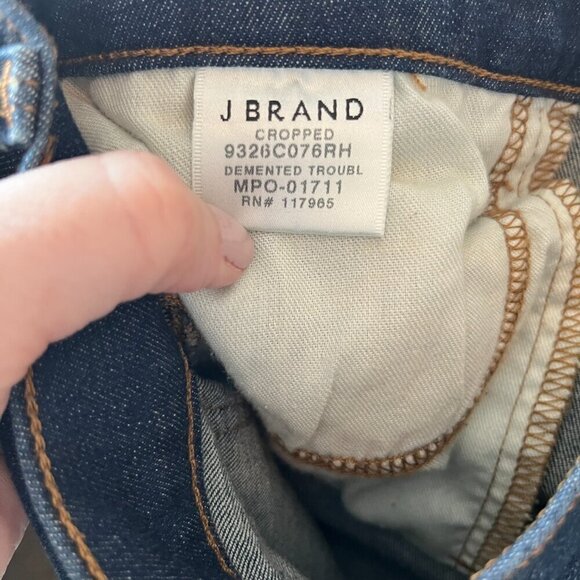 J BRAND
CROPPED
9326C076RH
DEMENTED TROUBL
MPO-01711
RN# 117965